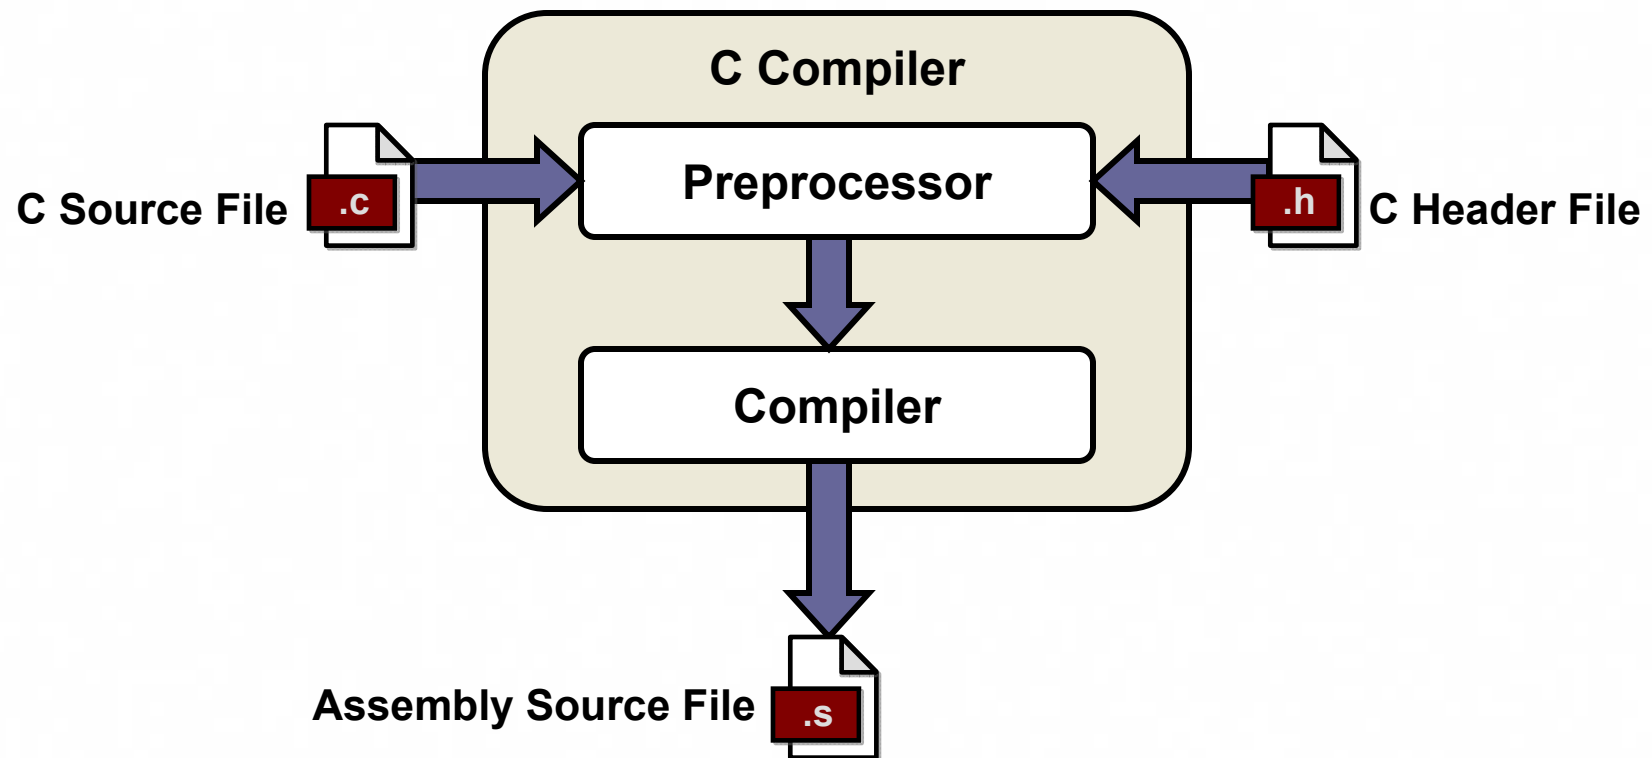 C Compiler
Preprocessor
C Source File
.c
.h
C Header File
Compiler
Assembly Source File
.s